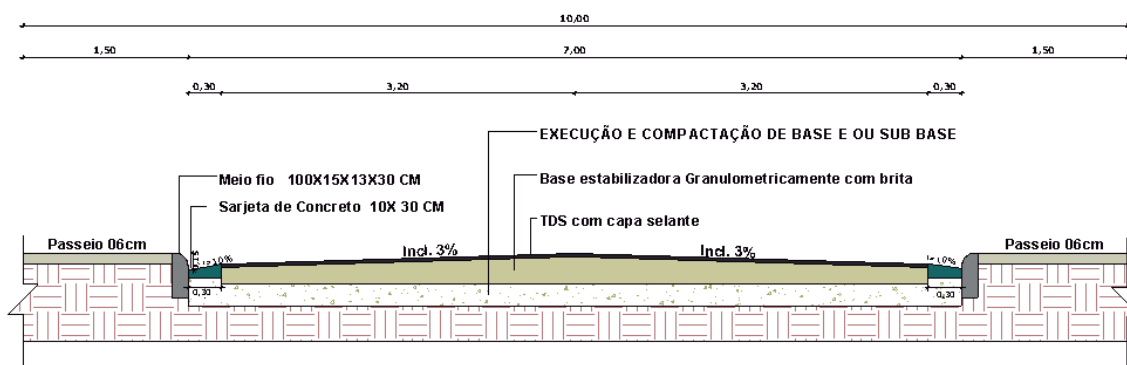 10,00
1,50 7,00 1,50
0,30 3,20 3,20 0,30
EXECUÇÃO E COMPACTAÇÃO DE BASE E OU SUB BASE
Meio fio 100X15X13X30 CM
Base estabilizadora Granulometricamente com brita
Sarjeta de Concreto 10X 30 CM
TDS com capa selante
Passeio 06cm Incl. 3% Incl. 3% Passeio 06cm
0,30 0,30